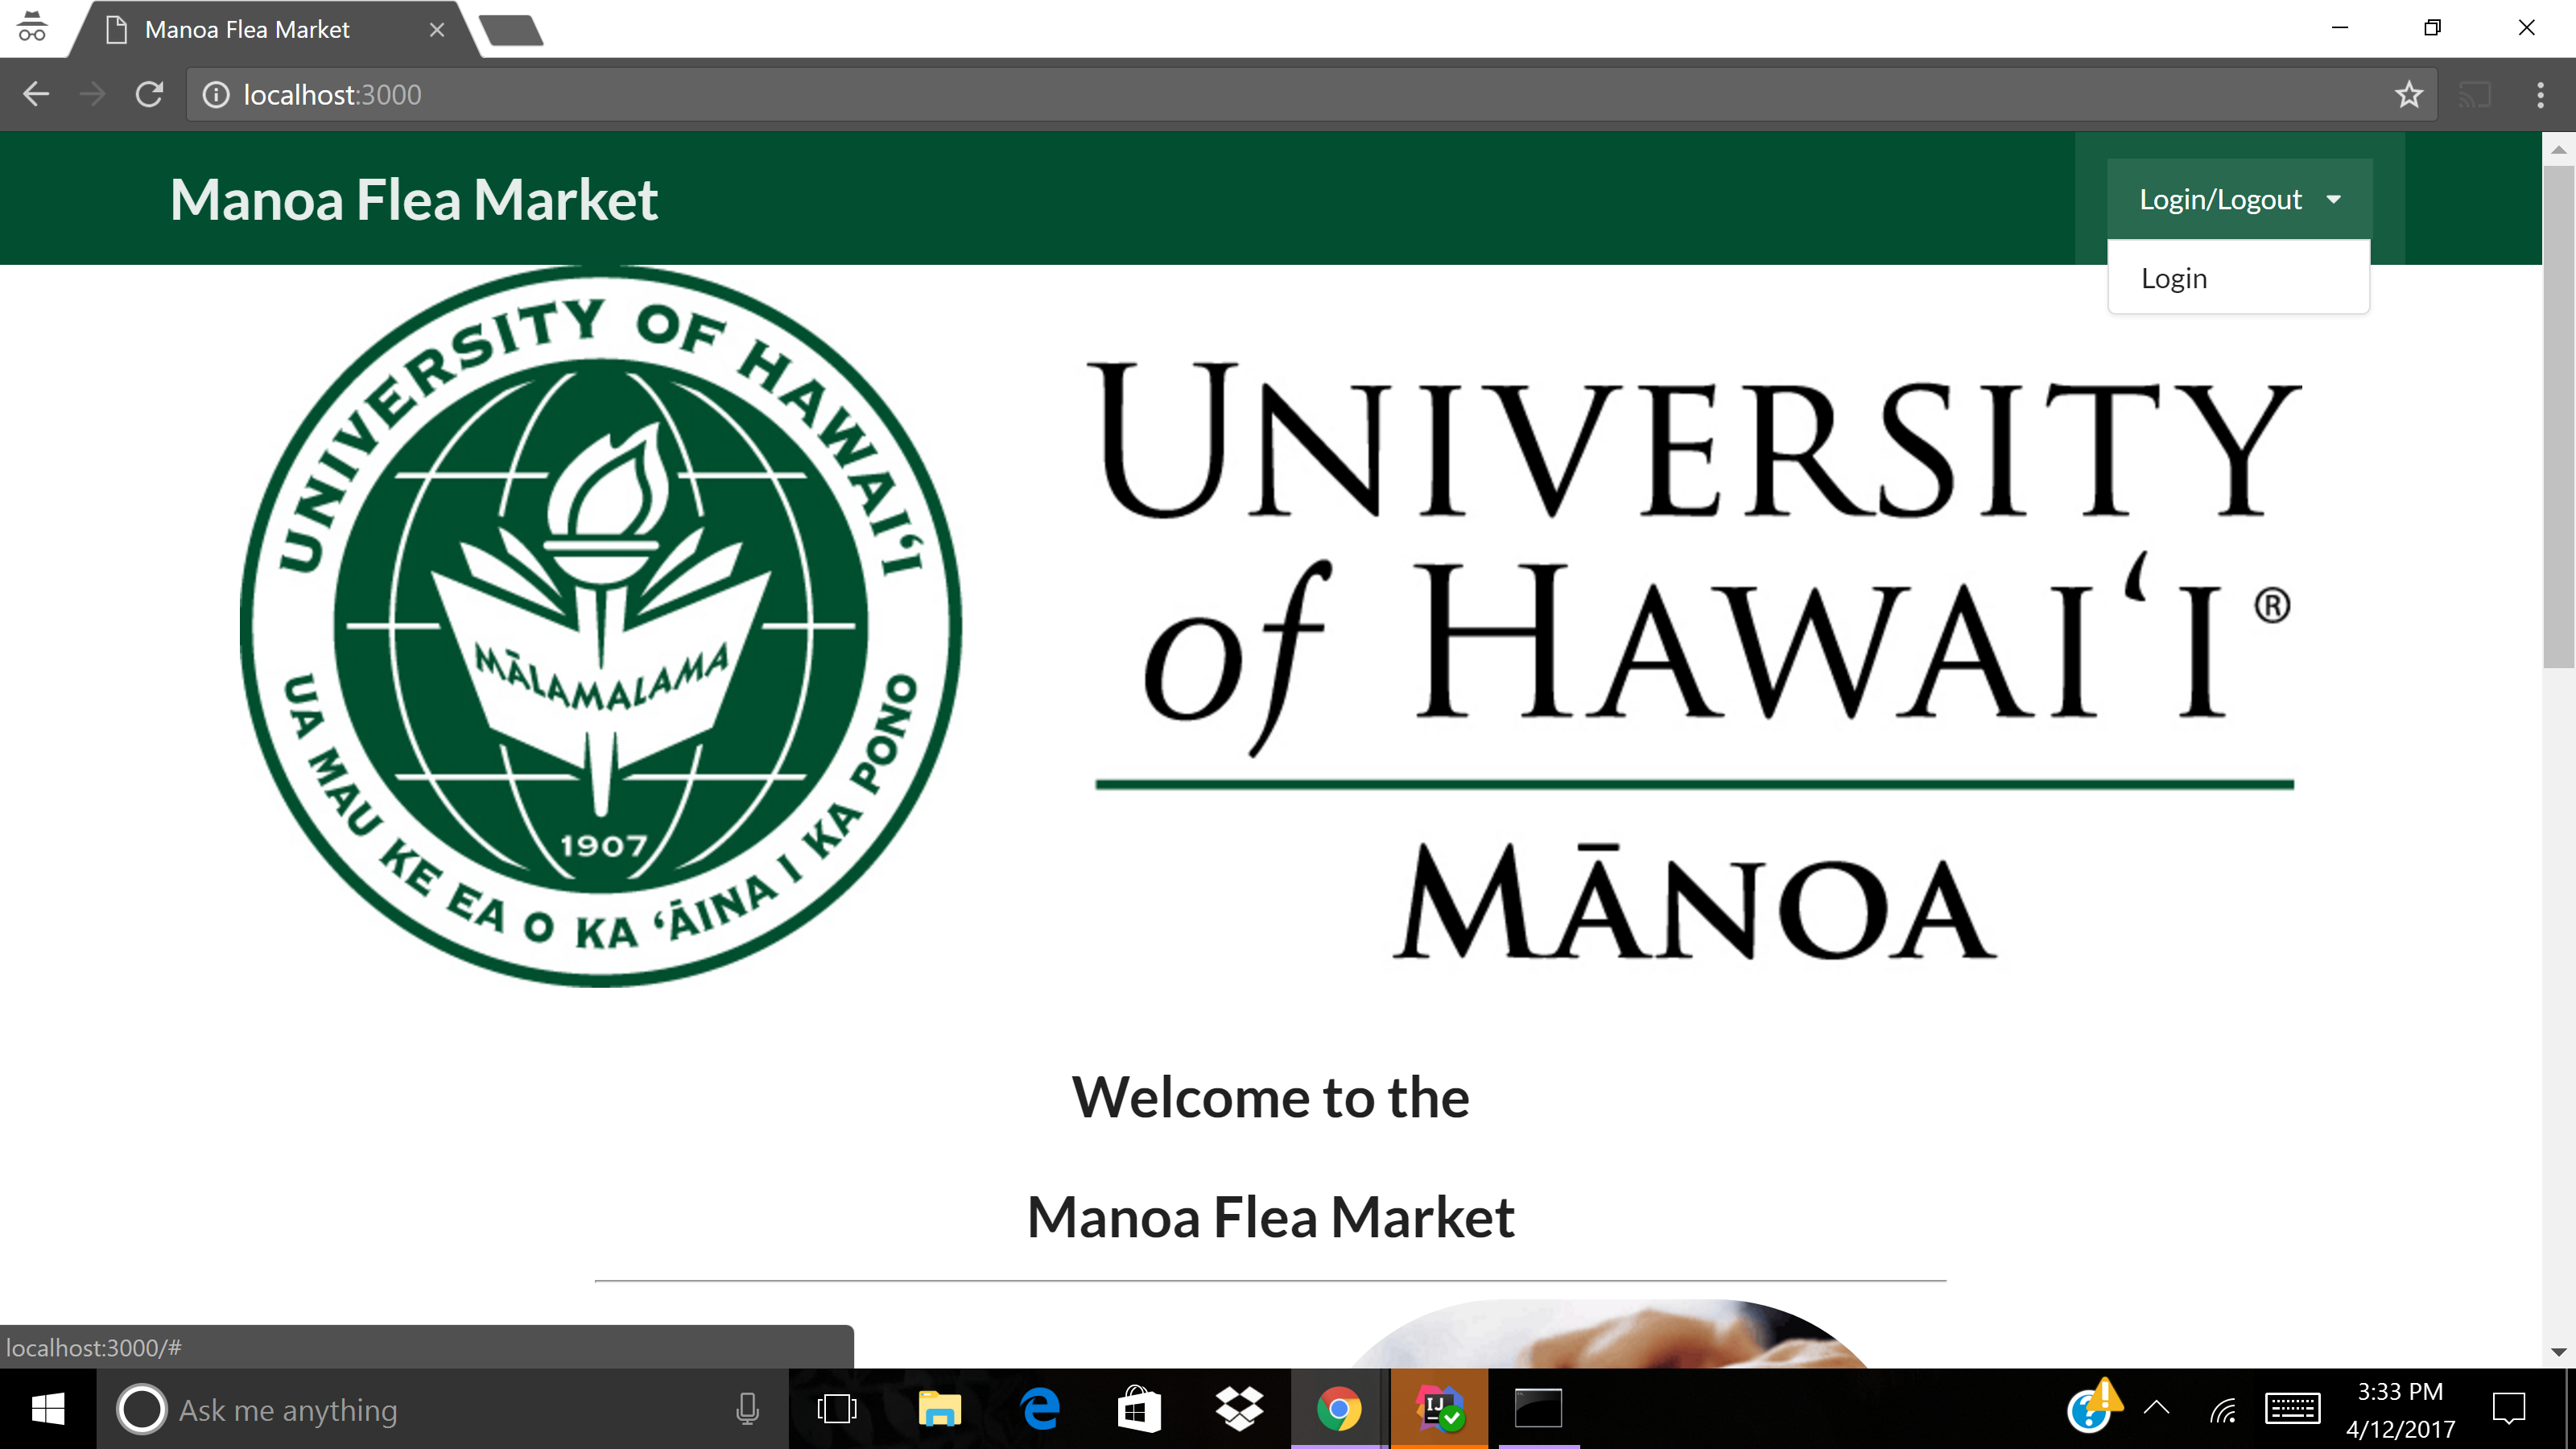 Manoa Flea Market
localhost:3000
Manoa Flea Market
Login/Logout
Login
UNIVERSITY OF HAWAIʻI
MĀLAMALAMA
1907
UA MAU KE EA O KA ʻĀINA I KA PONO
UNIVERSITY
of HAWAIʻI®
MĀNOA
Welcome to the
Manoa Flea Market
localhost:3000/#
Ask me anything
IJ
3:33 PM
4/12/2017